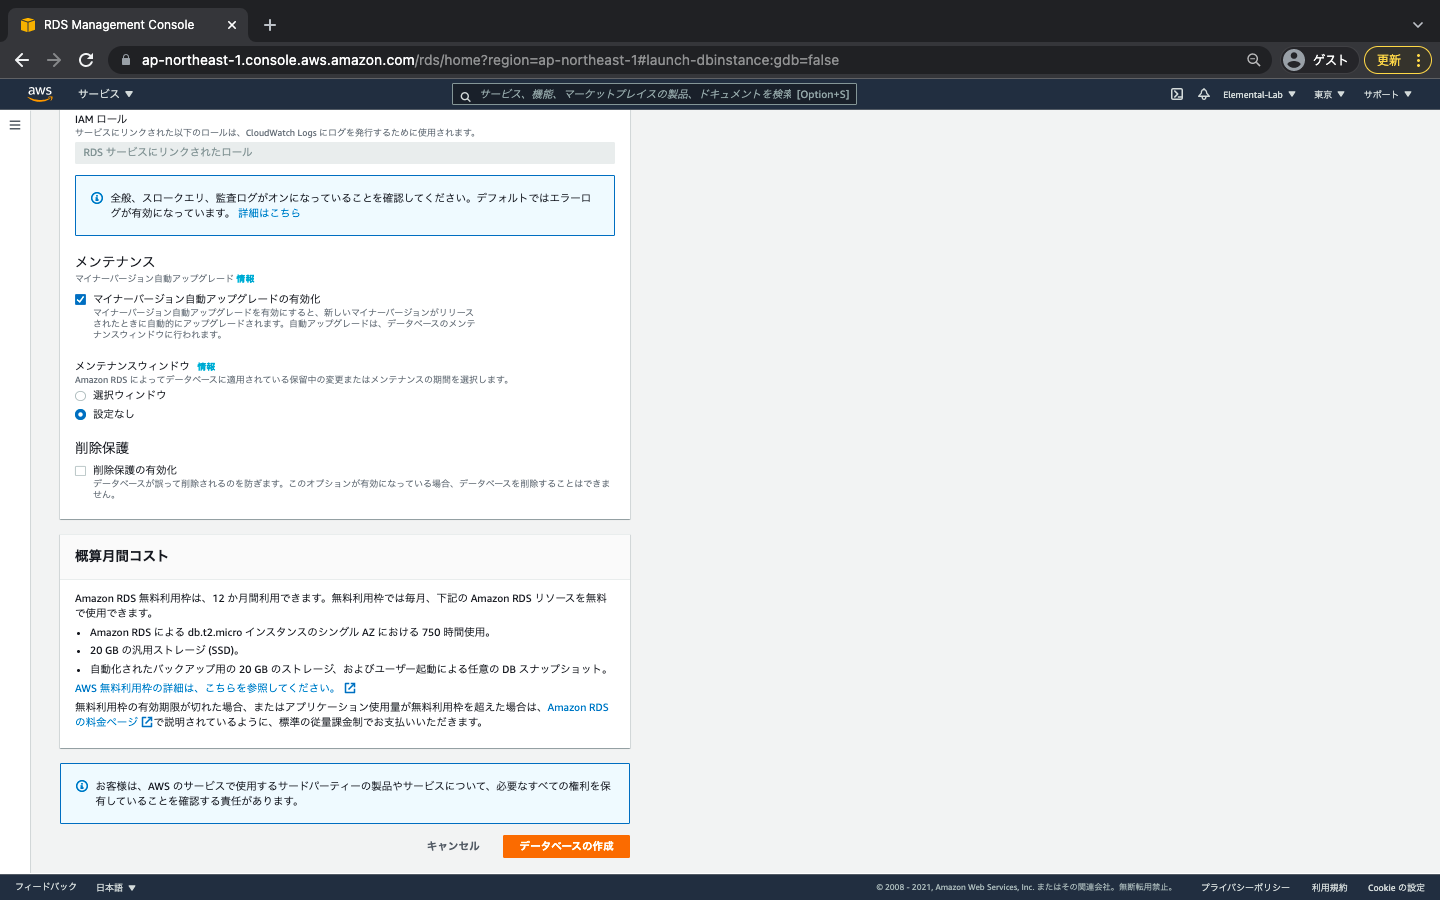 RDS Management Console
ap-northeast-1.console.aws.amazon.com/rds/home?region=ap-northeast-1#launch-dbinstance:gdb=false
ゲスト
更新
aws
サービス ▼
サービス、機能、マーケットプレイスの製品、ドキュメントを検索 [Option+S]
Elemental-Lab ▼
東京 ▼
サポート ▼
IAM ロール
サービスにリンクされた以下のロールは、CloudWatch Logs にログを発行するために使用されます。
RDS サービスにリンクされたロール
全般、スロークエリ、監査ログがオンになっていることを確認してください。デフォルトではエラーロ
グが有効になっています。 詳細はこちら
メンテナンス
マイナーバージョン自動アップグレード 情報
マイナーバージョン自動アップグレードの有効化
マイナーバージョン自動アップグレードを有効にすると、新しいマイナーバージョンがリリース
されたときに自動的にアップグレードされます。自動アップグレードは、データベースのメンテ
ナンスウィンドウに行われます。
メンテナンスウィンドウ 情報
Amazon RDS によってデータベースに適用されている保留中の変更またはメンテナンスの期間を選択します。
選択ウィンドウ
設定なし
削除保護
削除保護の有効化
データベースが誤って削除されるのを防ぎます。このオプションが有効になっている場合、データベースを削除することはできま
せん。
概算月間コスト
Amazon RDS 無料利用枠は、12 か月間利用できます。無料利用枠では毎月、下記の Amazon RDS リソースを無料
で使用できます。
• Amazon RDS による db.t2.micro インスタンスのシングル AZ における 750 時間使用。
• 20 GB の汎用ストレージ (SSD)。
• 自動化されたバックアップ用の 20 GB のストレージ、およびユーザー起動による任意の DB スナップショット。
AWS 無料利用枠の詳細は、こちらを参照してください。
無料利用枠の有効期限が切れた場合、またはアプリケーション使用量が無料利用枠を超えた場合は、Amazon RDS
の料金ページ で説明されているように、標準の従量課金制でお支払いいただきます。
お客様は、AWS のサービスで使用するサードパーティーの製品やサービスについて、必要なすべての権利を保
有していることを確認する責任があります。
キャンセル
データベースの作成
フィードバック
日本語 ▼
© 2008 - 2021, Amazon Web Services, Inc. またはその関連会社。無断転用禁止。
プライバシーポリシー
利用規約
Cookie の設定